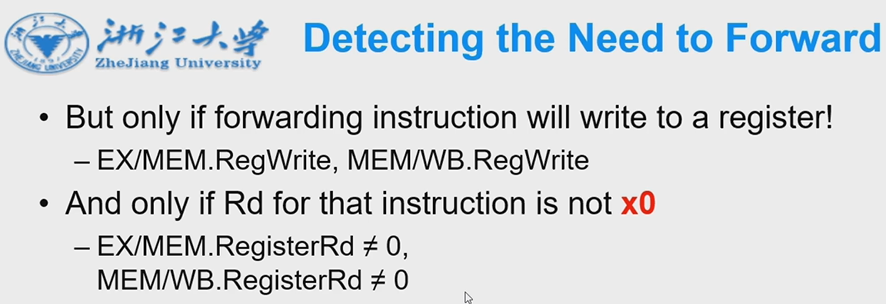 浙江大学
ZheJiang University
Detecting the Need to Forward
• But only if forwarding instruction will write to a register!
– EX/MEM.RegWrite, MEM/WB.RegWrite
• And only if Rd for that instruction is not x0
– EX/MEM.RegisterRd ≠ 0,
MEM/WB.RegisterRd ≠ 0